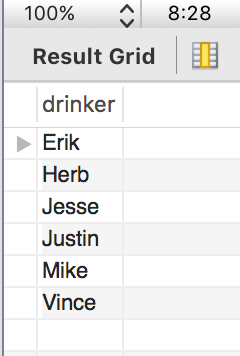 100% 8:28
Result Grid
drinker
Erik
Herb
Jesse
Justin
Mike
Vince